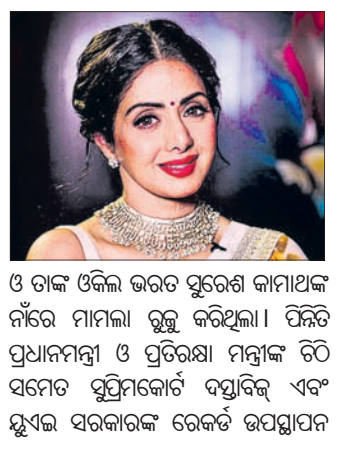 ଓ ତାଙ୍କ ଓକିଲ ଭରତ ସୁରେଶ କାମାଥଙ୍କ
ନାଁରେ ମାମଲା ରୁଜୁ କରିଥିଲା। ପିନ୍ନିତି
ପ୍ରଧାନମନ୍ତ୍ରୀ ଓ ପ୍ରତିରକ୍ଷା ମନ୍ତ୍ରୀଙ୍କ ଚିଠି
ସମେତ ସୁପ୍ରିମକୋର୍ଟ ଦସ୍ତାବିଜ୍ ଏବଂ
ୟୁଏଇ ସରକାରଙ୍କ ରେକର୍ଡ ଉପସ୍ଥାପନ